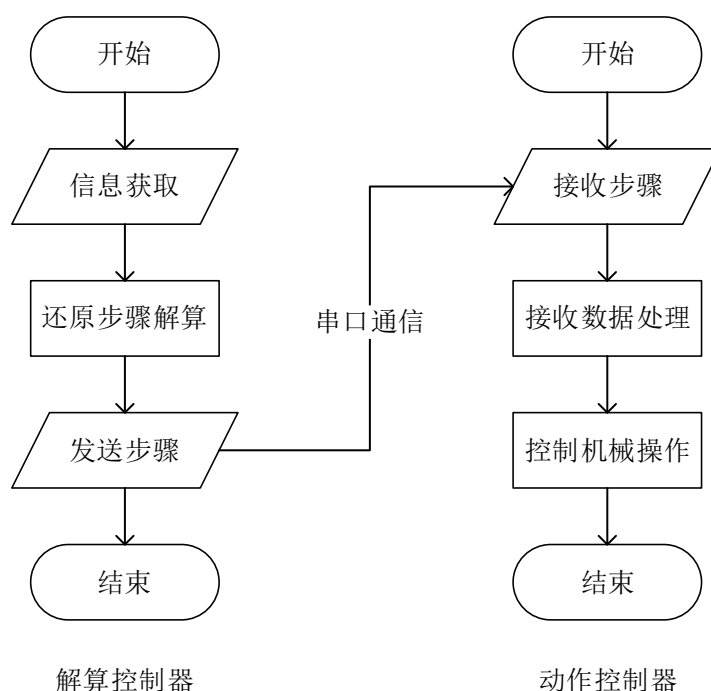 开始
信息获取
还原步骤解算
发送步骤
结束
解算控制器
串口通信
开始
接收步骤
接收数据处理
控制机械操作
结束
动作控制器